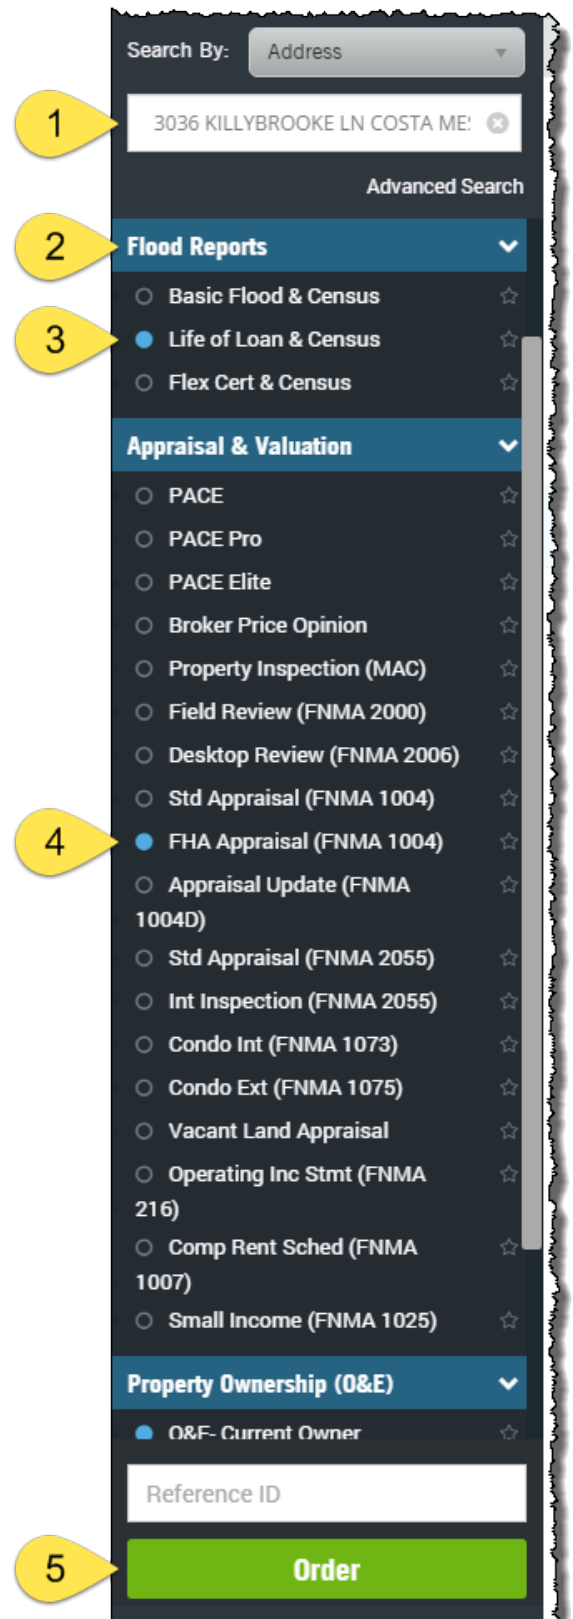 Search By: Address
1
3036 KILLYBROOKE LN COSTA MES
Advanced Search
2
Flood Reports
Basic Flood & Census
3
Life of Loan & Census
Flex Cert & Census
Appraisal & Valuation
PACE
PACE Pro
PACE Elite
Broker Price Opinion
Property Inspection (MAC)
Field Review (FNMA 2000)
Desktop Review (FNMA 2006)
Std Appraisal (FNMA 1004)
4
FHA Appraisal (FNMA 1004)
Appraisal Update (FNMA
1004D)
Std Appraisal (FNMA 2055)
Int Inspection (FNMA 2055)
Condo Int (FNMA 1073)
Condo Ext (FNMA 1075)
Vacant Land Appraisal
Operating Inc Stmt (FNMA
216)
Comp Rent Sched (FNMA
1007)
Small Income (FNMA 1025)
Property Ownership (O&E)
O&E- Current Owner
Reference ID
5
Order